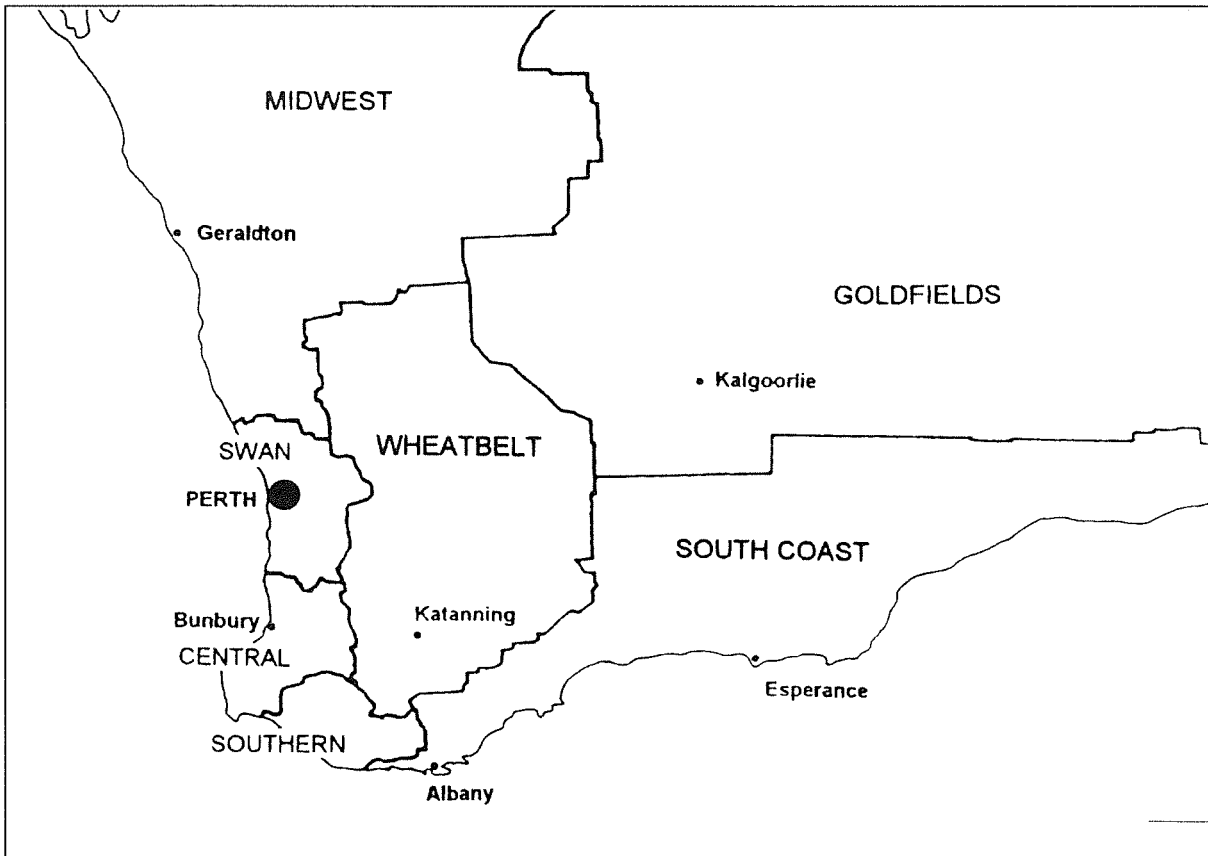 MIDWEST
Geraldton
GOLDFIELDS
Kalgoorlie
SWAN
WHEATBELT
PERTH
SOUTH COAST
Bunbury
Katanning
CENTRAL
Esperance
SOUTHERN
Albany